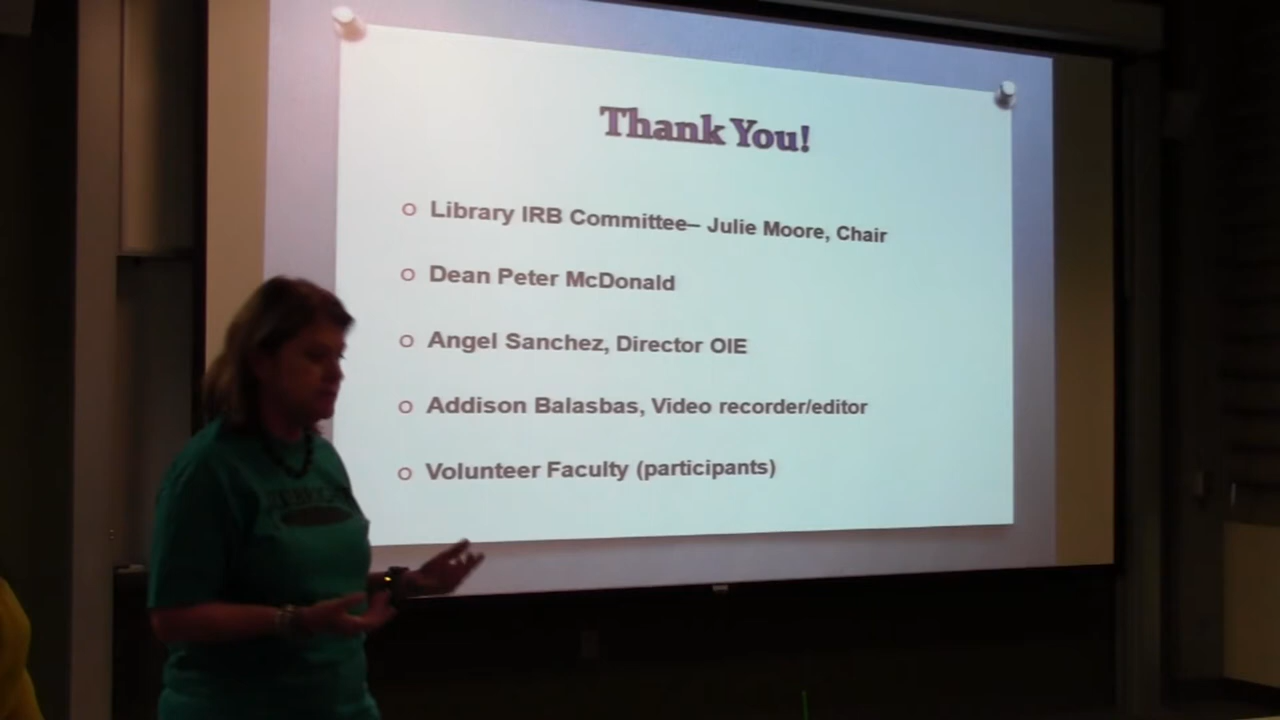 Thank You!
Library IRB Committee– Julie Moore, Chair
Dean Peter McDonald
Angel Sanchez, Director OIE
Addison Balasbas, Video recorder/editor
Volunteer Faculty (participants)